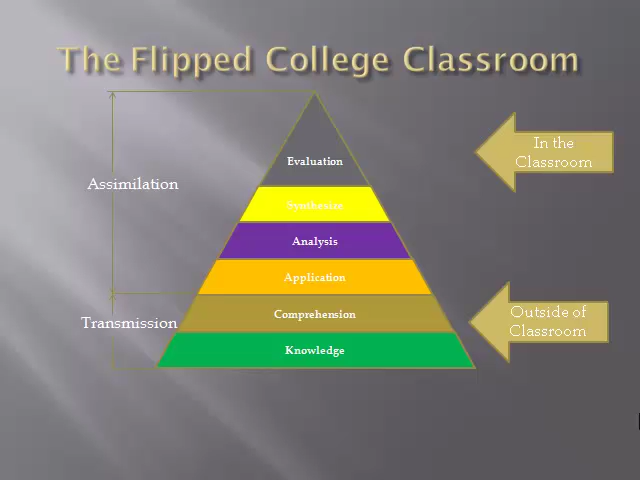 The Flipped College Classroom
Evaluation
In the
Classroom
Assimilation
Synthesize
Analysis
Application
Transmission
Comprehension
Outside of
Classroom
Knowledge